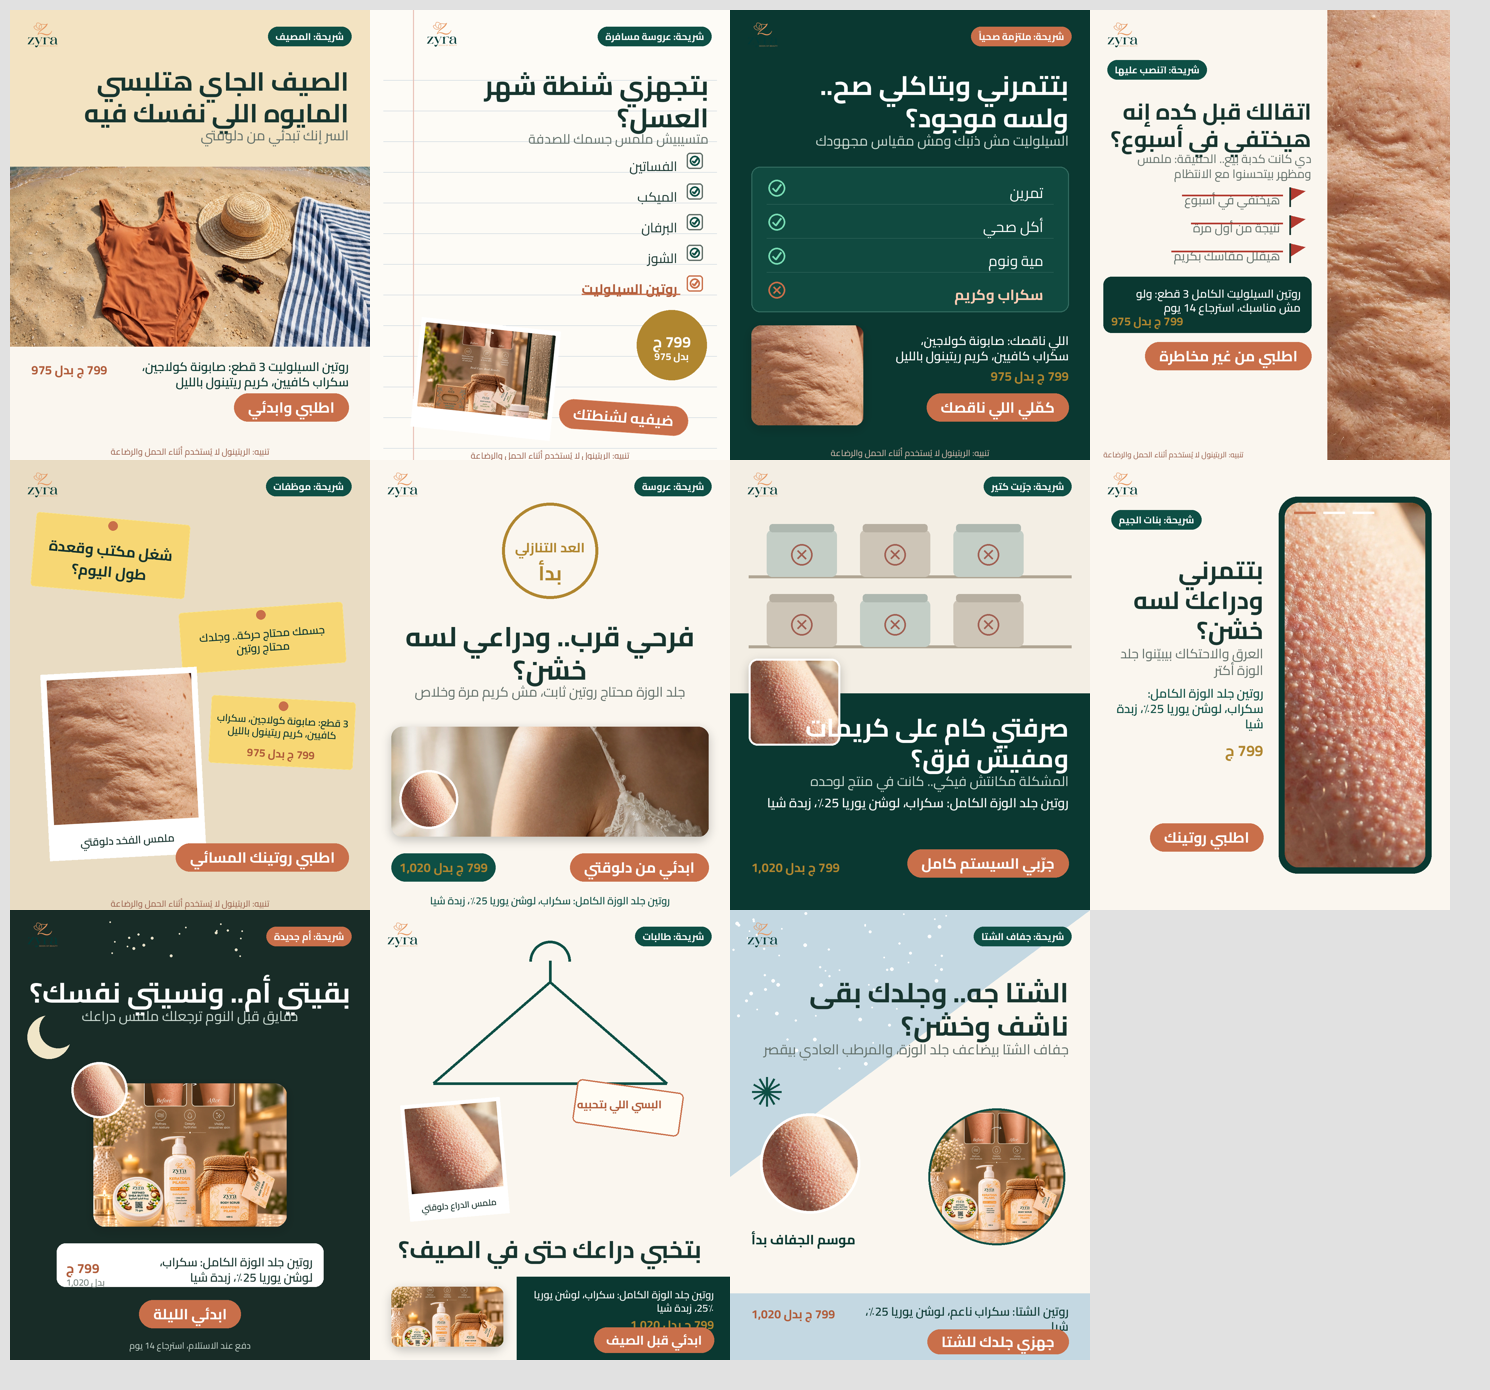 zyra
شريحة: المصيف
الصيف الجاي هتلبسي
المايوه اللي نفسك فيه
السر إنك تبدئي من دلوقتي
روتين السيلوليت 3 قطع: صابونة كولاجين،
سكراب كافيين، كريم ريتينول بالليل
799 ج بدل 975
اطلبي وابدئي
تنبيه: الريتينول لا يُستخدم أثناء الحمل والرضاعة
zyra
شريحة: عروسة مسافرة
بتجهزي شنطة شهر
العسل؟
متسيبيش ملمس جسمك للصدفة
الفساتين
الميكب
البرفان
الشوز
روتين السيلوليت
799 ج
بدل 975
ضيفيه لشنطتك
تنبيه: الريتينول لا يُستخدم أثناء الحمل والرضاعة
شريحة: ملتزمة صحياً
بتتمرني وبتاكلي صح..
ولسه موجود؟
السيلوليت مش ذنبك ومش مقياس مجهودك
تمرين
أكل صحي
مية ونوم
سكراب وكريم
اللي ناقصك: صابونة كولاجين،
سكراب كافيين، كريم ريتينول بالليل
799 ج بدل 975
كمّلي اللي ناقصك
تنبيه: الريتينول لا يُستخدم أثناء الحمل والرضاعة
zyra
شريحة: اتنصب عليها
اتقالك قبل كده إنه
هيختفي في أسبوع؟
دي كانت كدبة بيع.. الحقيقة: ملمس
ومظهر بيتحسنوا مع الانتظام
هيختفي في أسبوع
نتيجة من أول مرة
هيقلل مقاسك بكريم
روتين السيلوليت الكامل 3 قطع: ولو
مش مناسبك، استرجاع 14 يوم
799 ج بدل 975
اطلبي من غير مخاطرة
تنبيه: الريتينول لا يُستخدم أثناء الحمل والرضاعة
zyra
شريحة: موظفات
شغل مكتب وقعدة
طول اليوم؟
جسمك محتاج حركة.. وجلدك
محتاج روتين
3 قطع: صابونة كولاجين، سكراب
كافيين، كريم ريتينول بالليل
799 ج بدل 975
ملمس الفخد دلوقتي
اطلبي روتينك المسائي
تنبيه: الريتينول لا يُستخدم أثناء الحمل والرضاعة
zyra
شريحة: عروسة
العد التنازلي
بدأ
فرحي قرب.. ودراعي لسه
خشن؟
جلد الوزة محتاج روتين ثابت، مش كريم مرة وخلاص
ابدئي من دلوقتي
799 ج بدل 1,020
روتين جلد الوزة الكامل: سكراب، لوشن يوريا 25٪، زبدة شيا
شريحة: جرّبت كتير
صرفتي كام على كريمات
ومفيش فرق؟
المشكلة مكانتش فيكي.. كانت في منتج لوحده
روتين جلد الوزة الكامل: سكراب، لوشن يوريا 25٪، زبدة شيا
799 ج بدل 1,020
جرّبي السيستم كامل
zyra
شريحة: بنات الجيم
بتتمرني
ودراعك لسه
خشن؟
العرق والاحتكاك بيبيّنوا جلد
الوزة أكتر
روتين جلد الوزة الكامل:
سكراب، لوشن يوريا 25٪، زبدة
شيا
799 ج
اطلبي روتينك
شريحة: أم جديدة
بقيتي أم.. ونسيتي نفسك؟
دقايق قبل النوم ترجعلك ملمس دراعك
Before
After
zyra
روتين جلد الوزة الكامل: سكراب،
لوشن يوريا 25٪، زبدة شيا
799 ج
بدل 1,020
ابدئي الليلة
دفع عند الاستلام، استرجاع 14 يوم
zyra
شريحة: طالبات
البسي اللي بتحبيه
ملمس الدراع دلوقتي
بتخبي دراعك حتى في الصيف؟
روتين جلد الوزة الكامل: سكراب، لوشن يوريا
25٪، زبدة شيا
799 ج بدل 1,020
ابدئي قبل الصيف
zyra
شريحة: جفاف الشتا
الشتا جه.. وجلدك بقى
ناشف وخشن؟
جفاف الشتا بيضاعف جلد الوزة، والمرطب العادي بيقصر
موسم الجفاف بدأ
روتين الشتا: سكراب ناعم، لوشن يوريا 25٪،
شيا
799 ج بدل 1,020
جهزي جلدك للشتا